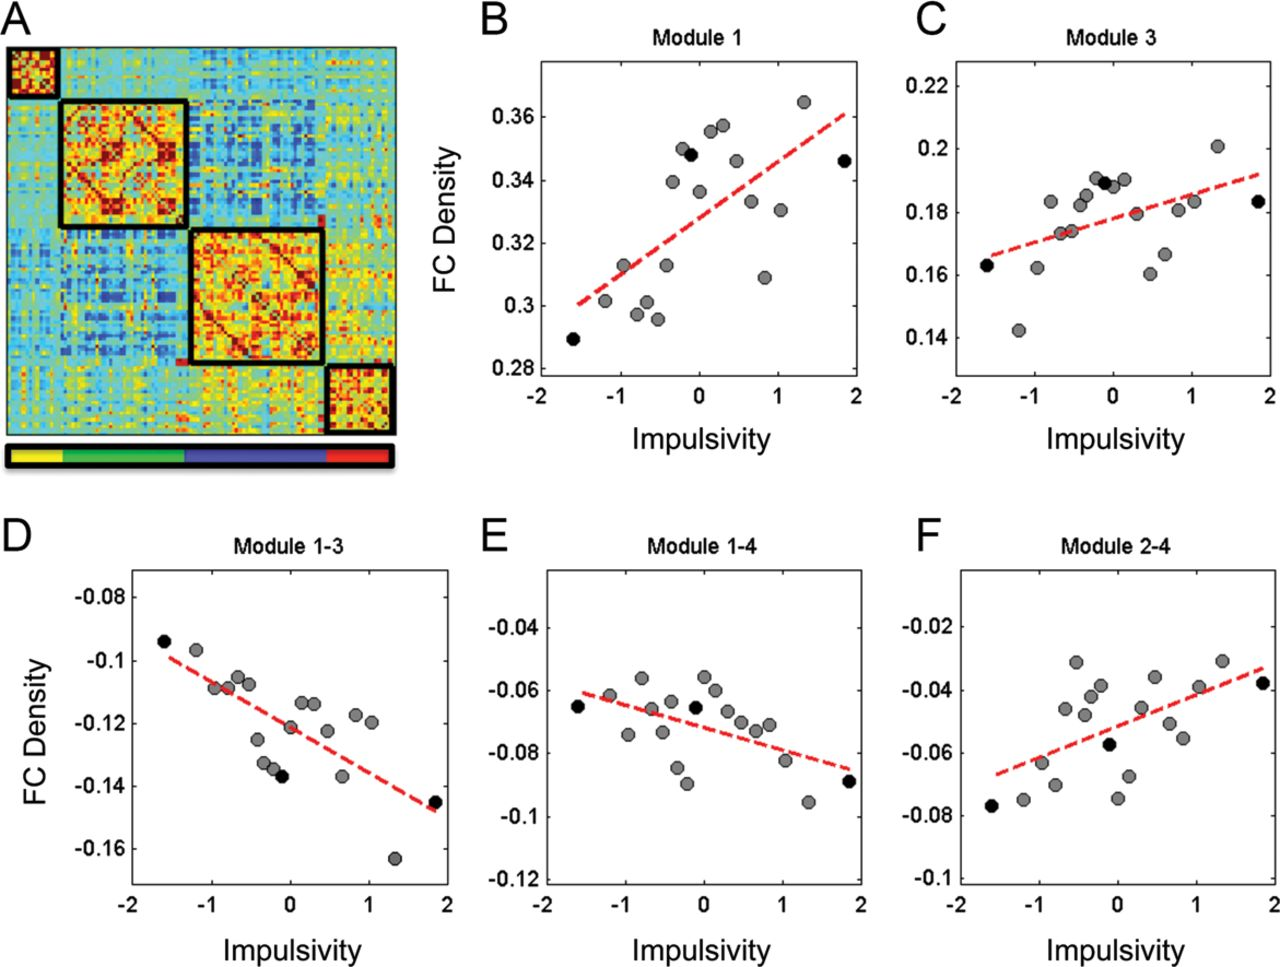 A
B
Module 1
FC Density
0.36
0.34
0.32
0.3
0.28
-2 -1 0 1 2
Impulsivity
C
Module 3
0.22
0.2
0.18
0.16
0.14
-2 -1 0 1 2
Impulsivity
D
Module 1-3
FC Density
-0.08
-0.1
-0.12
-0.14
-0.16
-2 -1 0 1 2
Impulsivity
E
Module 1-4
-0.04
-0.06
-0.08
-0.1
-0.12
-2 -1 0 1 2
Impulsivity
F
Module 2-4
-0.02
-0.04
-0.06
-0.08
-0.1
-2 -1 0 1 2
Impulsivity